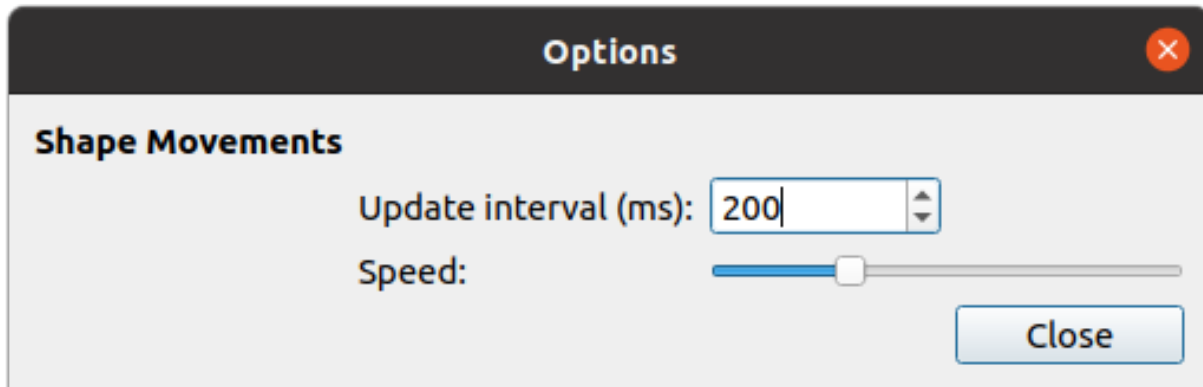 Options
Shape Movements
Update interval (ms): 200
Speed:
Close